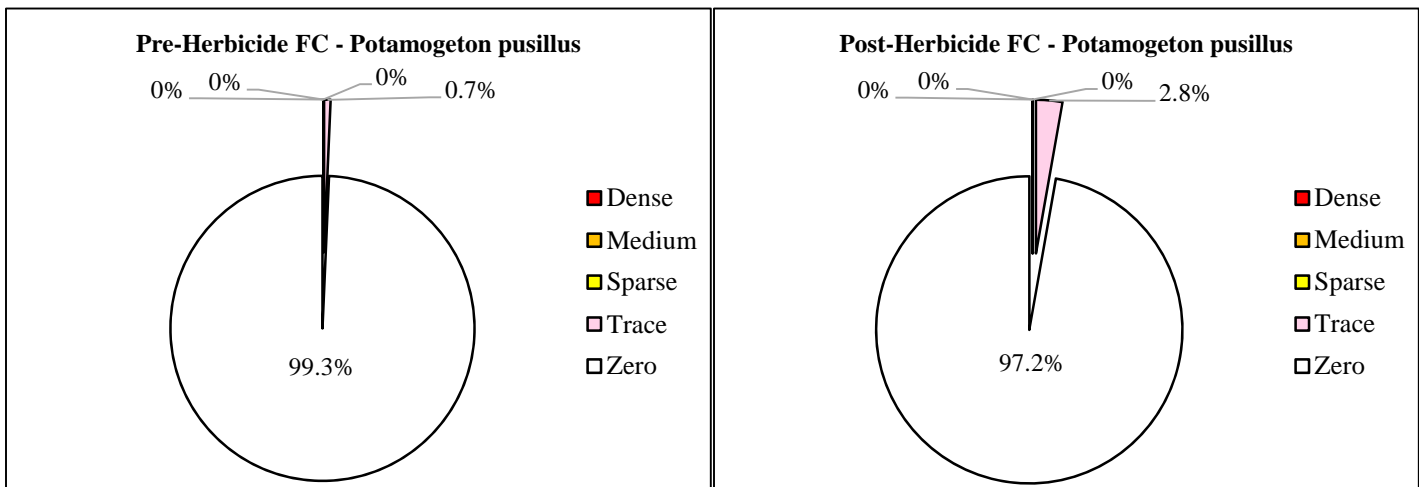 Pre-Herbicide FC - Potamogeton pusillus
0%
0%
0%
0.7%
99.3%
Dense
Medium
Sparse
Trace
Zero
Post-Herbicide FC - Potamogeton pusillus
0%
0%
0%
2.8%
97.2%
Dense
Medium
Sparse
Trace
Zero